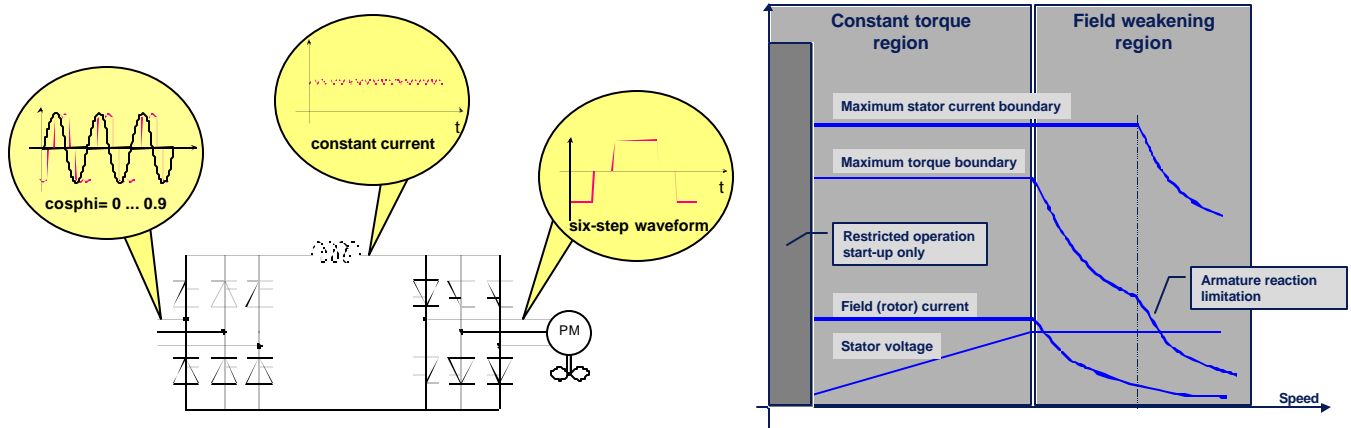 cosphi= 0 ... 0.9
t
constant current
t
six-step waveform
PM
Constant torque
region
Field weakening
region
Maximum stator current boundary
Maximum torque boundary
Restricted operation
start-up only
Armature reaction
limitation
Field (rotor) current
Stator voltage
Speed